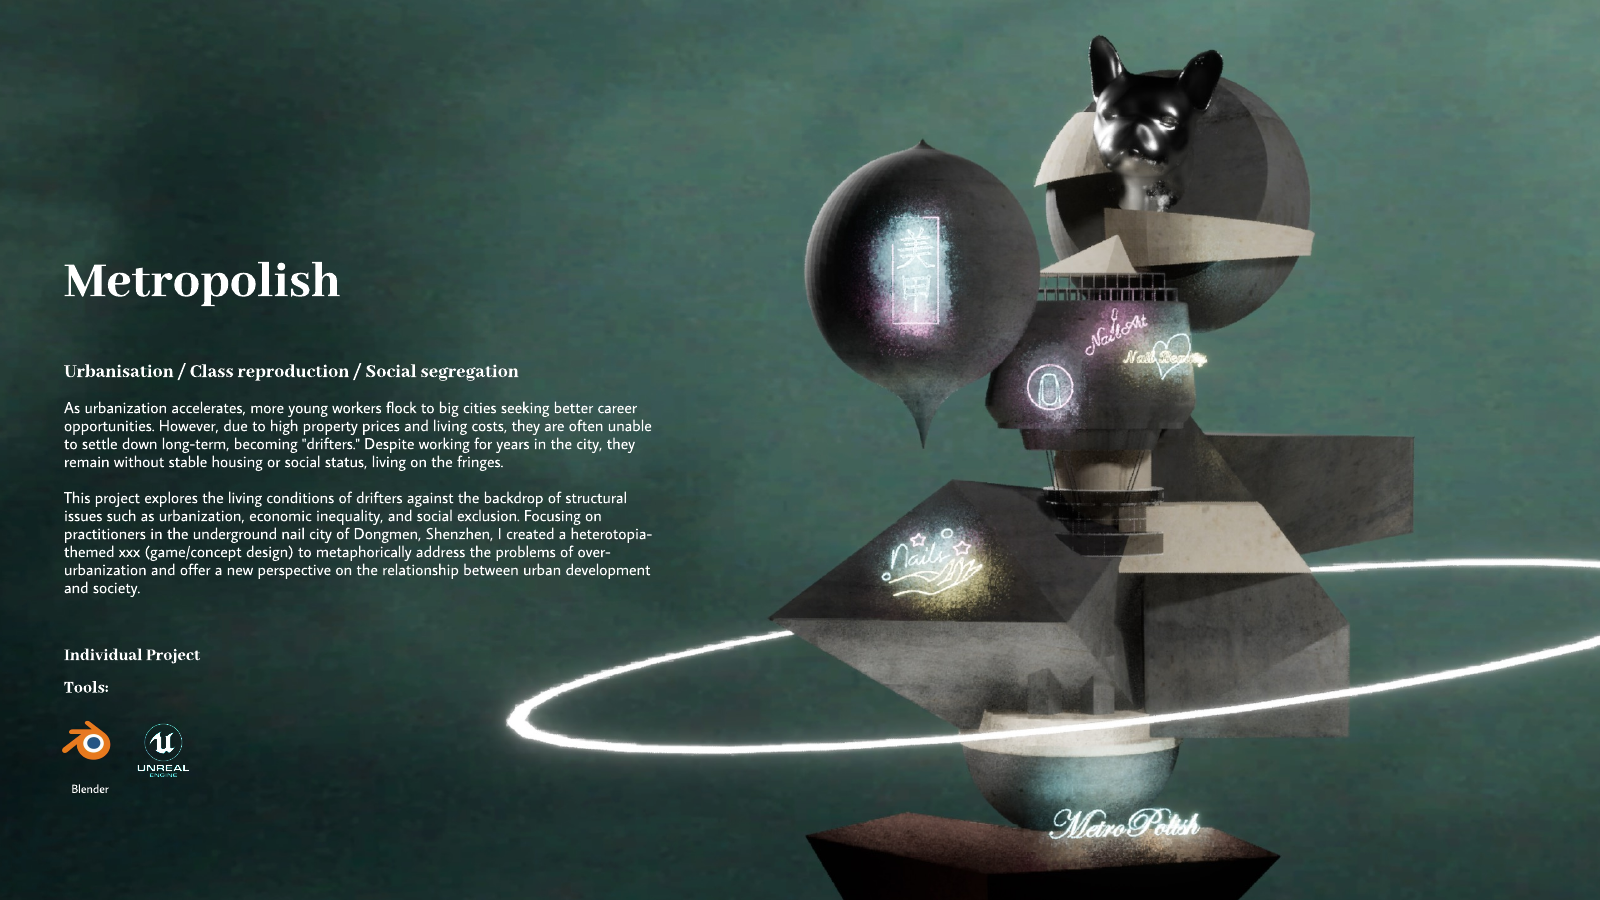 Metropolish
Urbanisation / Class reproduction / Social segregation
As urbanization accelerates, more young workers flock to big cities seeking better career
opportunities. However, due to high property prices and living costs, they are often unable
to settle down long-term, becoming "drifters." Despite working for years in the city, they
remain without stable housing or social status, living on the fringes.
This project explores the living conditions of drifters against the backdrop of structural
issues such as urbanization, economic inequality, and social exclusion. Focusing on
practitioners in the underground nail city of Dongmen, Shenzhen, I created a heterotopia-
themed xxx (game/concept design) to metaphorically address the problems of over-
urbanization and offer a new perspective on the relationship between urban development
and society.
Individual Project
Tools:
UNREAL
ENGINE
Blender
美
甲
Nail Art
Nail Beauty
Nails
MetroPolish